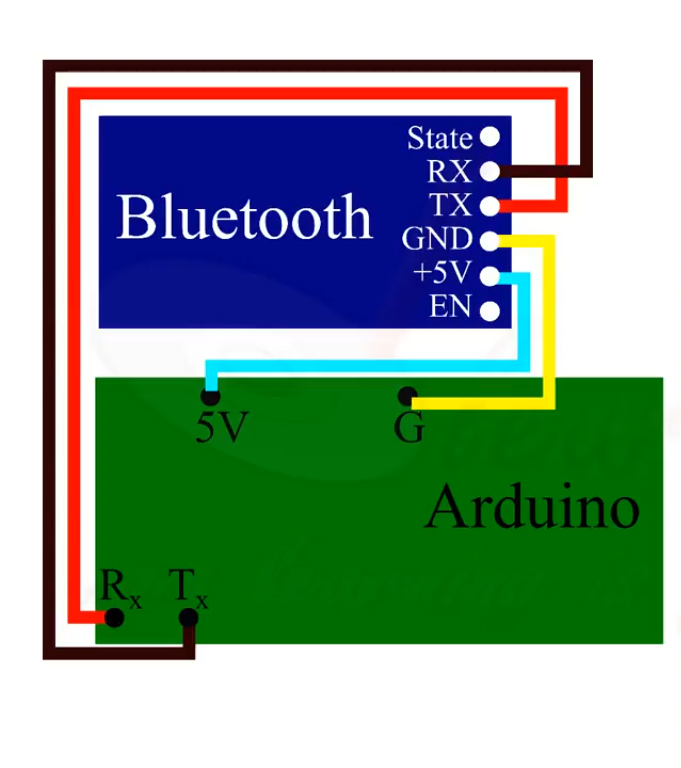 State
RX
TX
GND
+5V
EN
Bluetooth
5V
G
Arduino
Rx
Tx